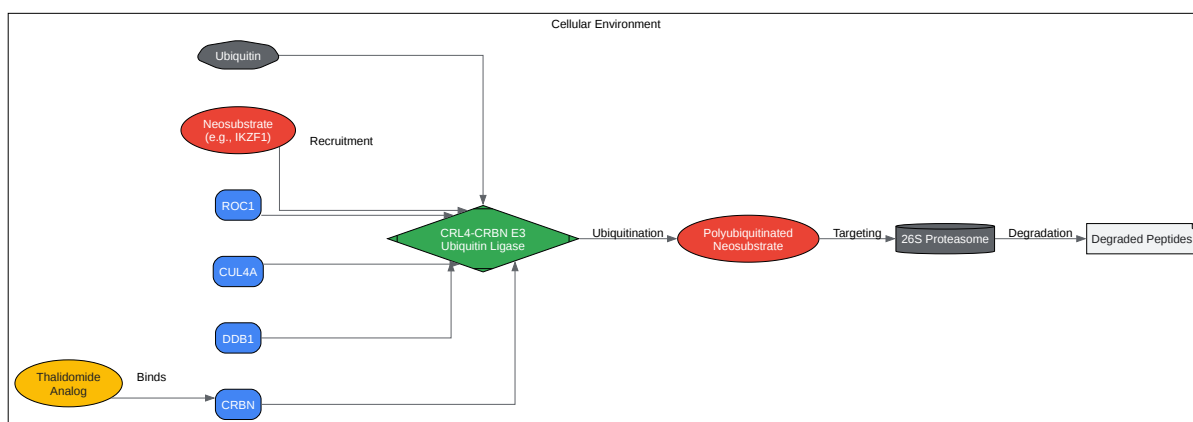 Cellular Environment
Ubiquitin
Neosubstrate
(e.g., IKZF1)
Recruitment
ROC1
CUL4A
DDB1
Thalidomide
Analog
Binds
CRBN
CRL4-CRBN E3
Ubiquitin Ligase
Ubiquitination
Polyubiquitinated
Neosubstrate
Targeting
26S Proteasome
Degradation
Degraded Peptides